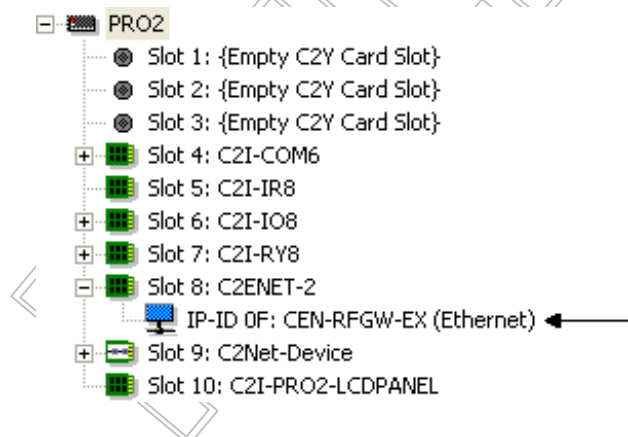 PRO2
Slot 1: {Empty C2Y Card Slot}
Slot 2: {Empty C2Y Card Slot}
Slot 3: {Empty C2Y Card Slot}
Slot 4: C2I-COM6
Slot 5: C2I-IR8
Slot 6: C2I-IO8
Slot 7: C2I-RY8
Slot 8: C2ENET-2
IP-ID 0F: CEN-RFGW-EX (Ethernet)
Slot 9: C2Net-Device
Slot 10: C2I-PRO2-LCDPANEL